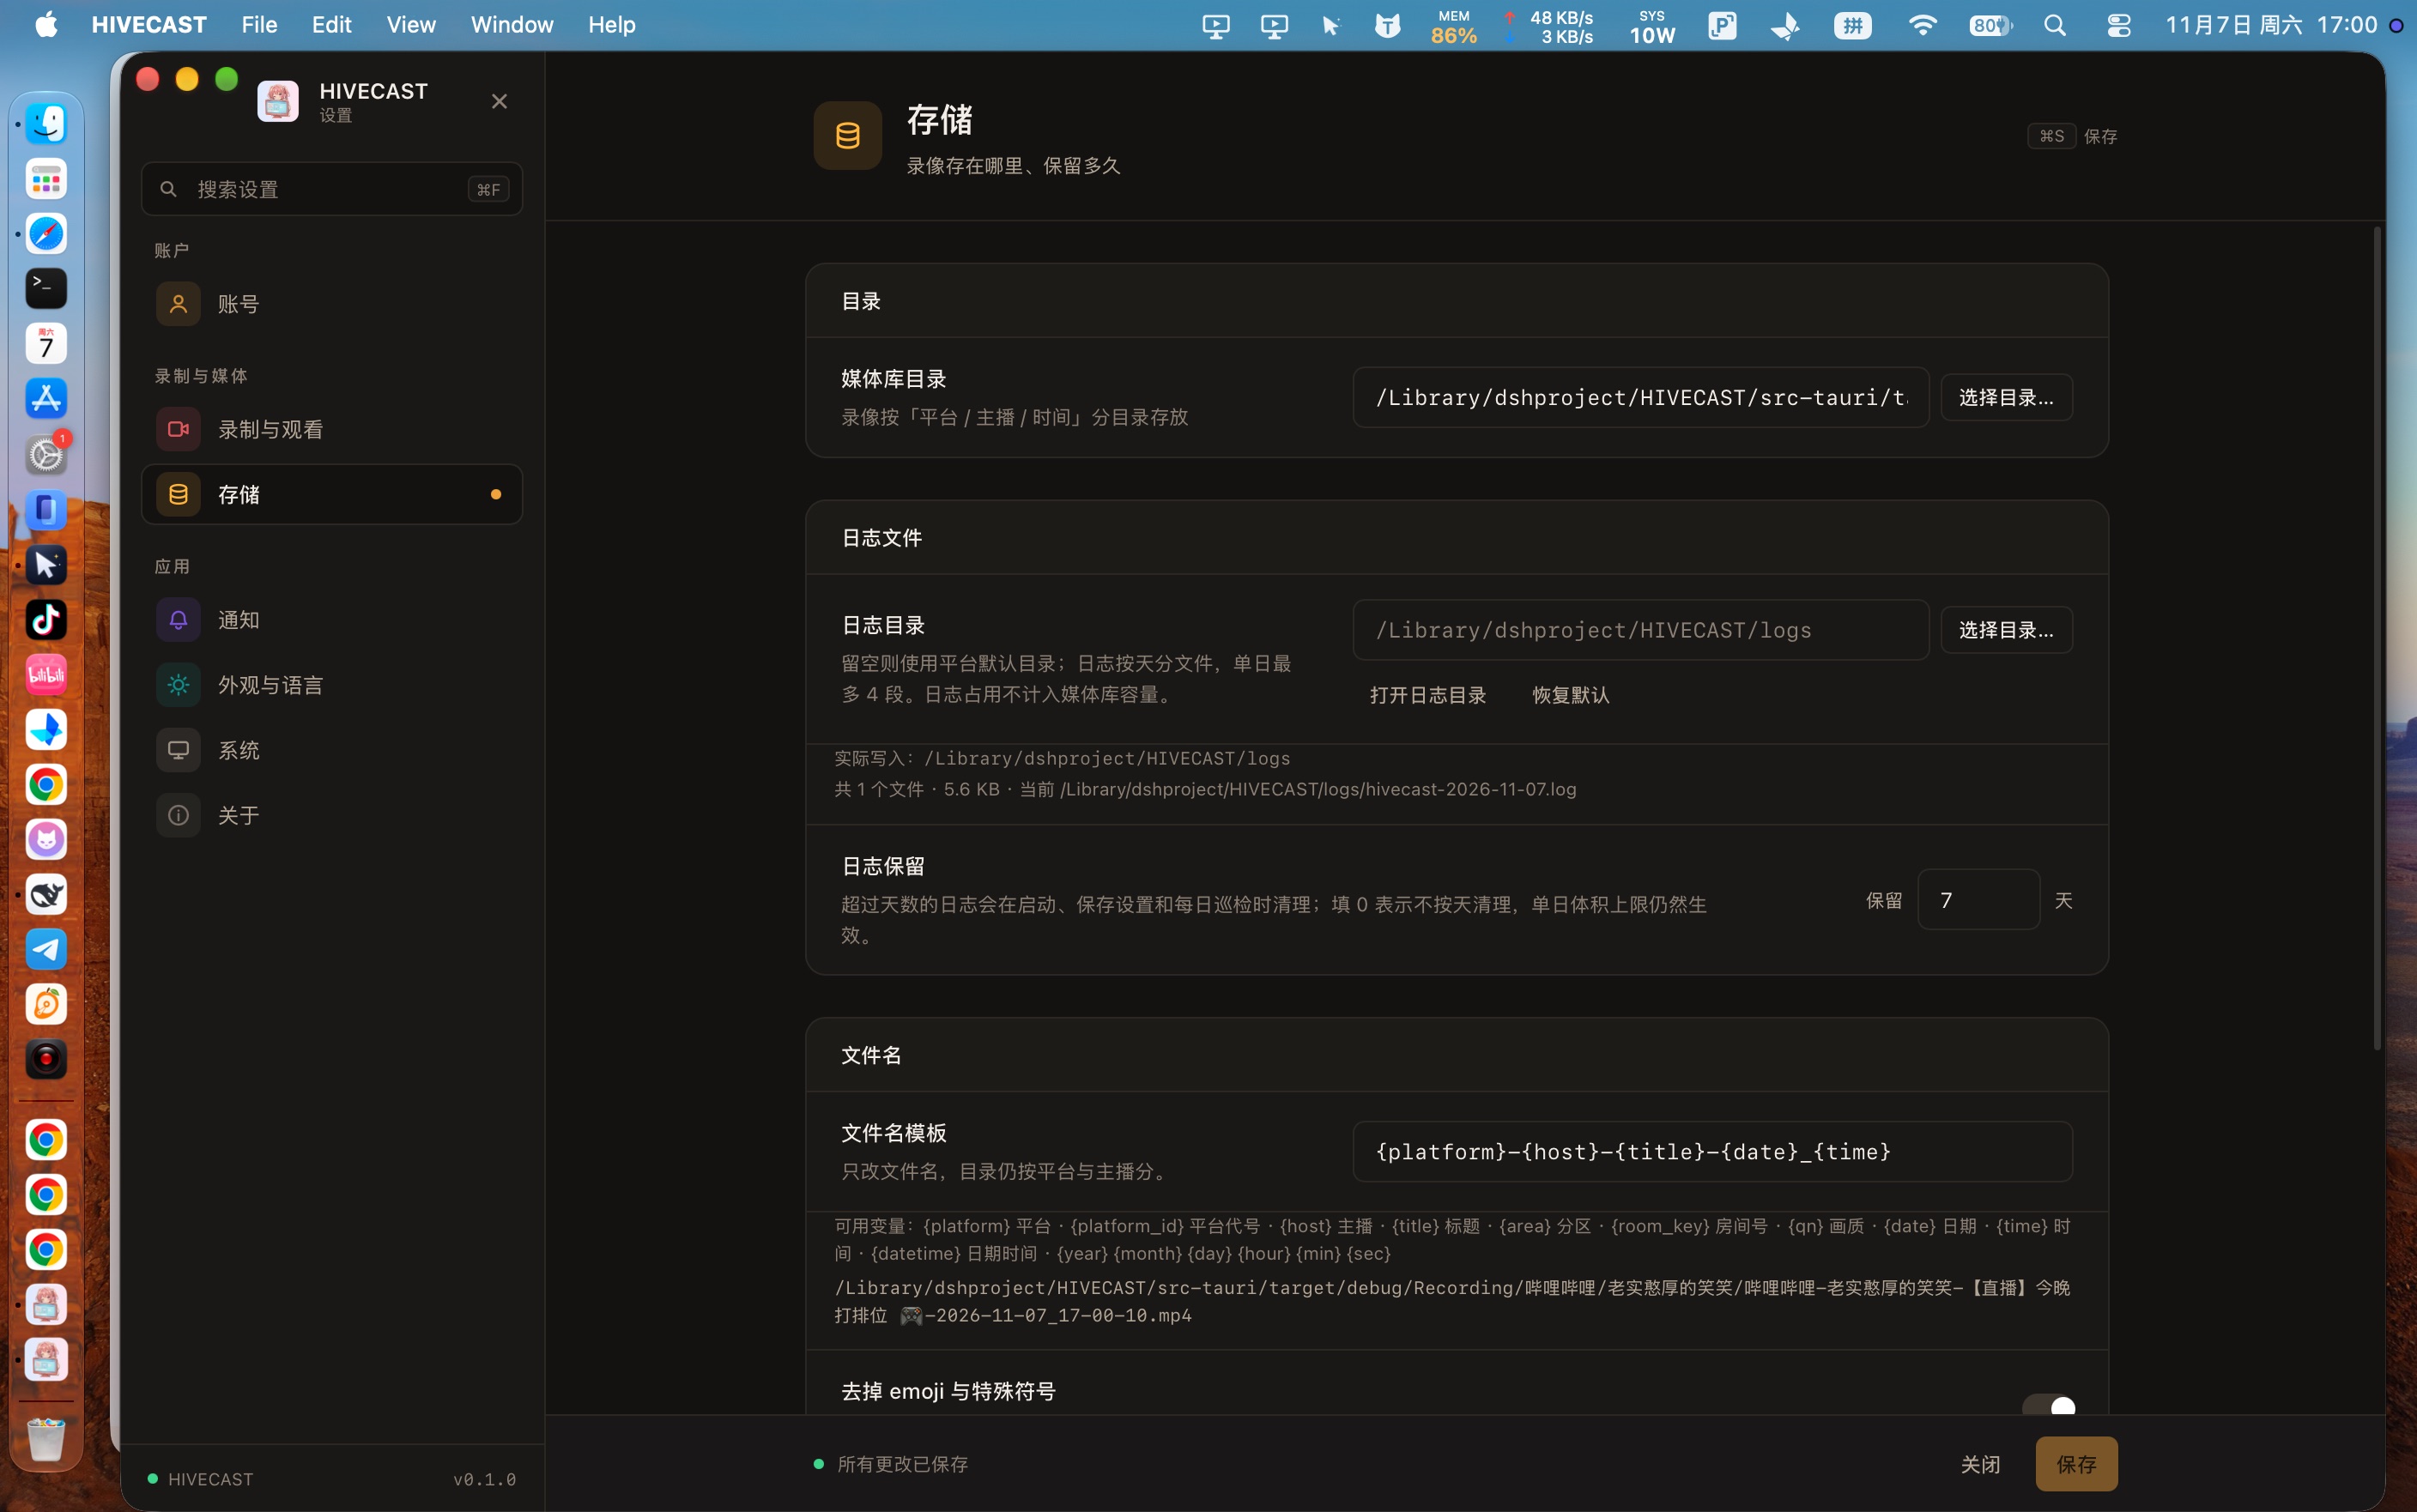 HIVECAST File Edit View Window Help MEM 86% 48 KB/s 3 KB/s SYS 10W 拼 80 11月7日 周六 17:00
HIVECAST
设置
搜索设置 ⌘F
账户
账号
录制与媒体
录制与观看
存储
应用
通知
外观与语言
系统
关于
HIVECAST v0.1.0
周六
7
1
bilibili
存储
录像存在哪里、保留多久
⌘S 保存
目录
媒体库目录
录像按「平台 / 主播 / 时间」分目录存放
/Library/dshproject/HIVECAST/src-tauri/t
选择目录...
日志文件
日志目录
留空则使用平台默认目录；日志按天分文件，单日最
多 4 段。日志占用不计入媒体库容量。
/Library/dshproject/HIVECAST/logs
选择目录...
打开日志目录 恢复默认
实际写入：/Library/dshproject/HIVECAST/logs
共 1 个文件 · 5.6 KB · 当前 /Library/dshproject/HIVECAST/logs/hivecast-2026-11-07.log
日志保留
超过天数的日志会在启动、保存设置和每日巡检时清理；填 0 表示不按天清理，单日体积上限仍然生
效。
保留 7 天
文件名
文件名模板
只改文件名，目录仍按平台与主播分。
{platform}-{host}-{title}-{date}_{time}
可用变量：{platform} 平台 · {platform_id} 平台代号 · {host} 主播 · {title} 标题 · {area} 分区 · {room_key} 房间号 · {qn} 画质 · {date} 日期 · {time} 时
间 · {datetime} 日期时间 · {year} {month} {day} {hour} {min} {sec}
/Library/dshproject/HIVECAST/src-tauri/target/debug/Recording/哔哩哔哩/老实憨厚的笑笑/哔哩哔哩-老实憨厚的笑笑-【直播】今晚
打排位 🎮-2026-11-07_17-00-10.mp4
去掉 emoji 与特殊符号
所有更改已保存
关闭 保存